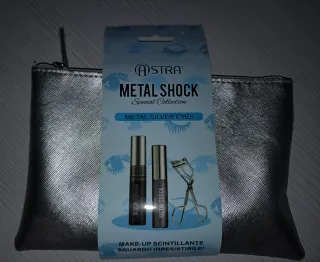 ASTRA
METAL SHOCK
Special Collection
METAL SILVER EYES
MAKE-UP SCINTILLANTE
SGUARDO IRRESISTIBILE!